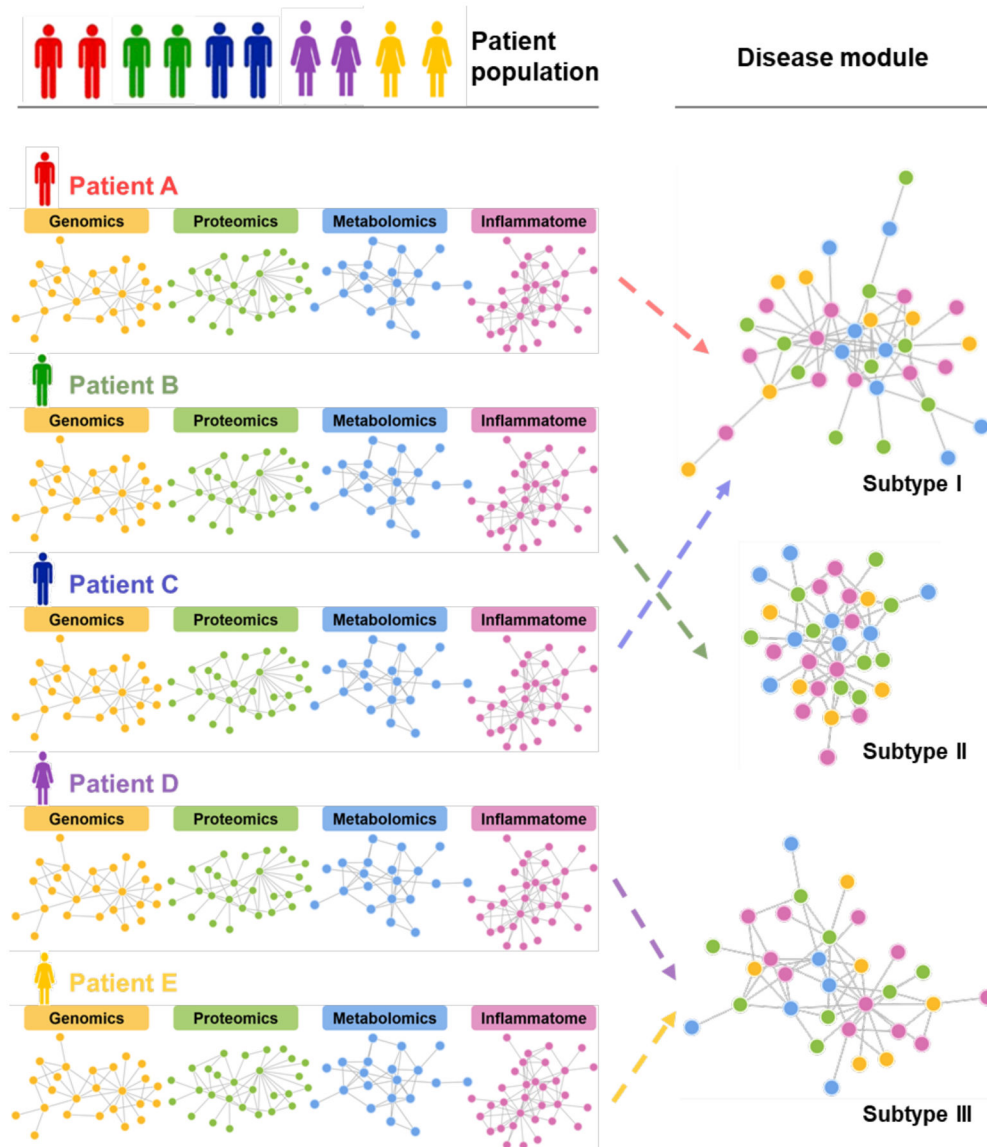 Patient
population
Disease module
Patient A
Genomics
Proteomics
Metabolomics
Inflammatome
Patient B
Genomics
Proteomics
Metabolomics
Inflammatome
Subtype I
Patient C
Genomics
Proteomics
Metabolomics
Inflammatome
Subtype II
Patient D
Genomics
Proteomics
Metabolomics
Inflammatome
Patient E
Genomics
Proteomics
Metabolomics
Inflammatome
Subtype III